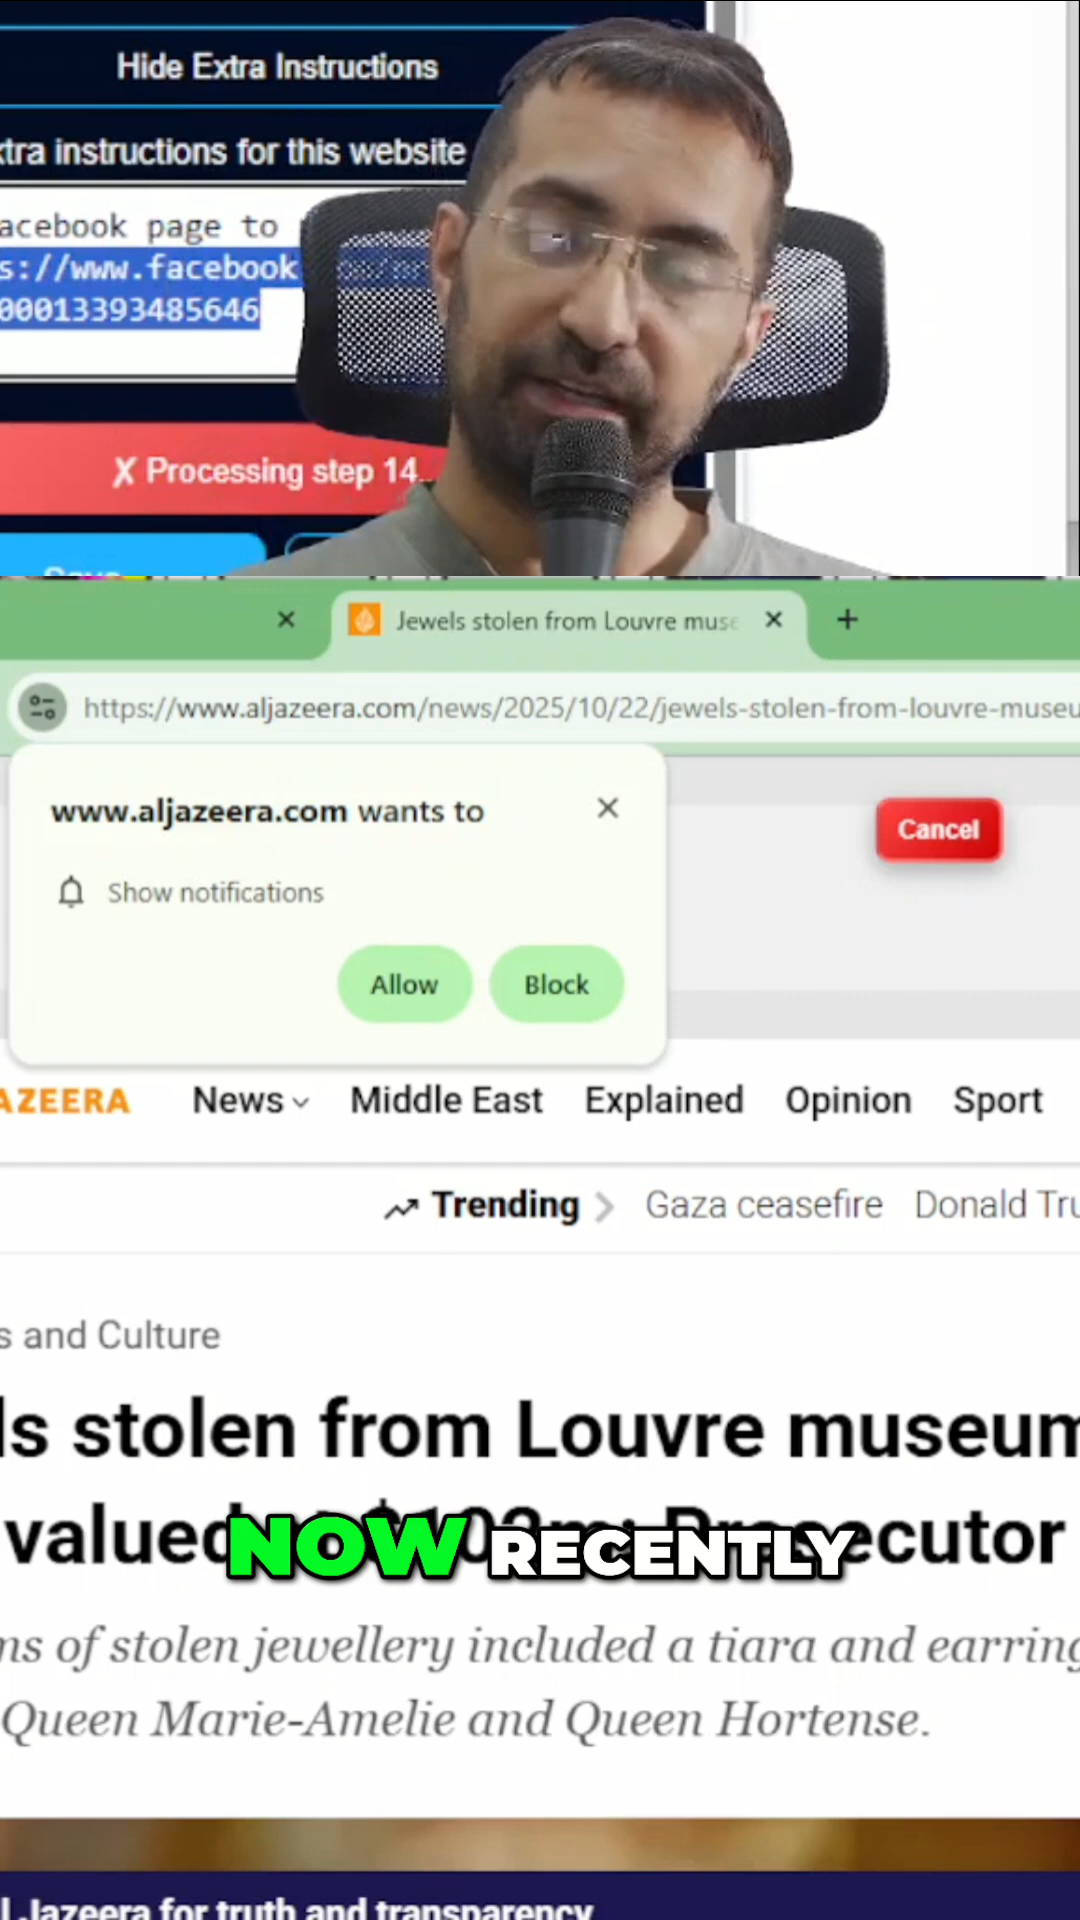 Hide Extra Instructions
xtra instructions for this website
acebook page to
s://www.facebook
00013393485646
✗ Processing step 14..
Save
Jewels stolen from Louvre muse
https://www.aljazeera.com/news/2025/10/22/jewels-stolen-from-louvre-museu
www.aljazeera.com wants to
Show notifications
Allow Block
Cancel
AZEERA News Middle East Explained Opinion Sport
Trending Gaza ceasefire Donald Tru
s and Culture
ls stolen from Louvre museum
valued Prosecutor
NOW RECENTLY
ms of stolen jewellery included a tiara and earring
Queen Marie-Amelie and Queen Hortense.
l Jazeera for truth and transparency